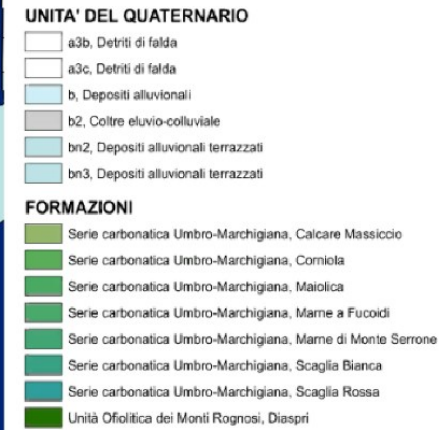 UNITA' DEL QUATERNARIO
a3b, Detriti di falda
a3c, Detriti di falda
b, Depositi alluvionali
b2, Coltre eluvio-colluviale
bn2, Depositi alluvionali terrazzati
bn3, Depositi alluvionali terrazzati
FORMAZIONI
Serie carbonatica Umbro-Marchigiana, Calcare Massiccio
Serie carbonatica Umbro-Marchigiana, Corniola
Serie carbonatica Umbro-Marchigiana, Maiolica
Serie carbonatica Umbro-Marchigiana, Marne a Fucoidi
Serie carbonatica Umbro-Marchigiana, Marne di Monte Serrone
Serie carbonatica Umbro-Marchigiana, Scaglia Bianca
Serie carbonatica Umbro-Marchigiana, Scaglia Rossa
Unità Ofiolitica dei Monti Rognosi, Diaspri